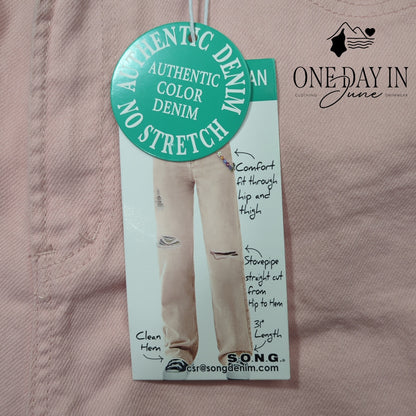 AUTHENTIC DENIM
NO STRETCH
AUTHENTIC
COLOR
DENIM
AN
ONE DAY IN
CLOTHING
June
Comfort
fit through
hip and
thigh
Stovepipe
straight cut
from
Hip to Hem
31"
Length
Clean
Hem
SONG
csr@songdenim.com